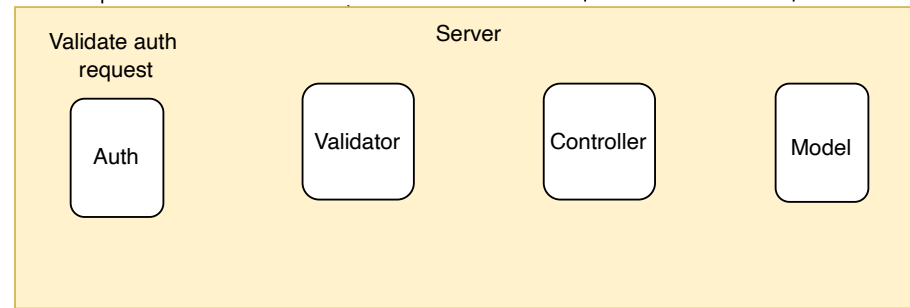 Server
Validate auth
request
Auth
Validator
Controller
Model